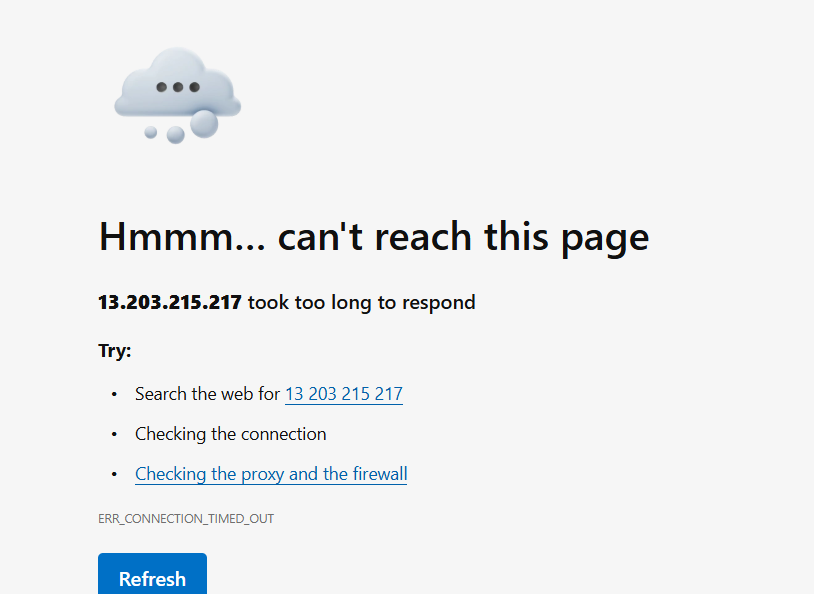 Hmmm... can't reach this page
13.203.215.217 took too long to respond
Try:
• Search the web for 13 203 215 217
• Checking the connection
• Checking the proxy and the firewall
ERR_CONNECTION_TIMED_OUT
Refresh